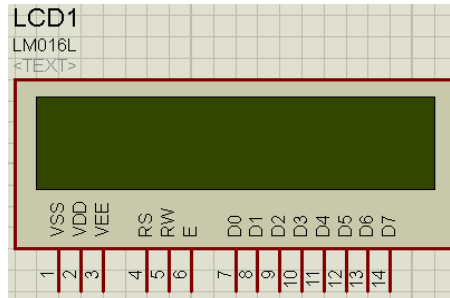 LCD1
LM016L
<TEXT>
VSS VDD VEE RS RW E D0 D1 D2 D3 D4 D5 D6 D7
1 2 3 4 5 6 7 8 9 10 11 12 13 14